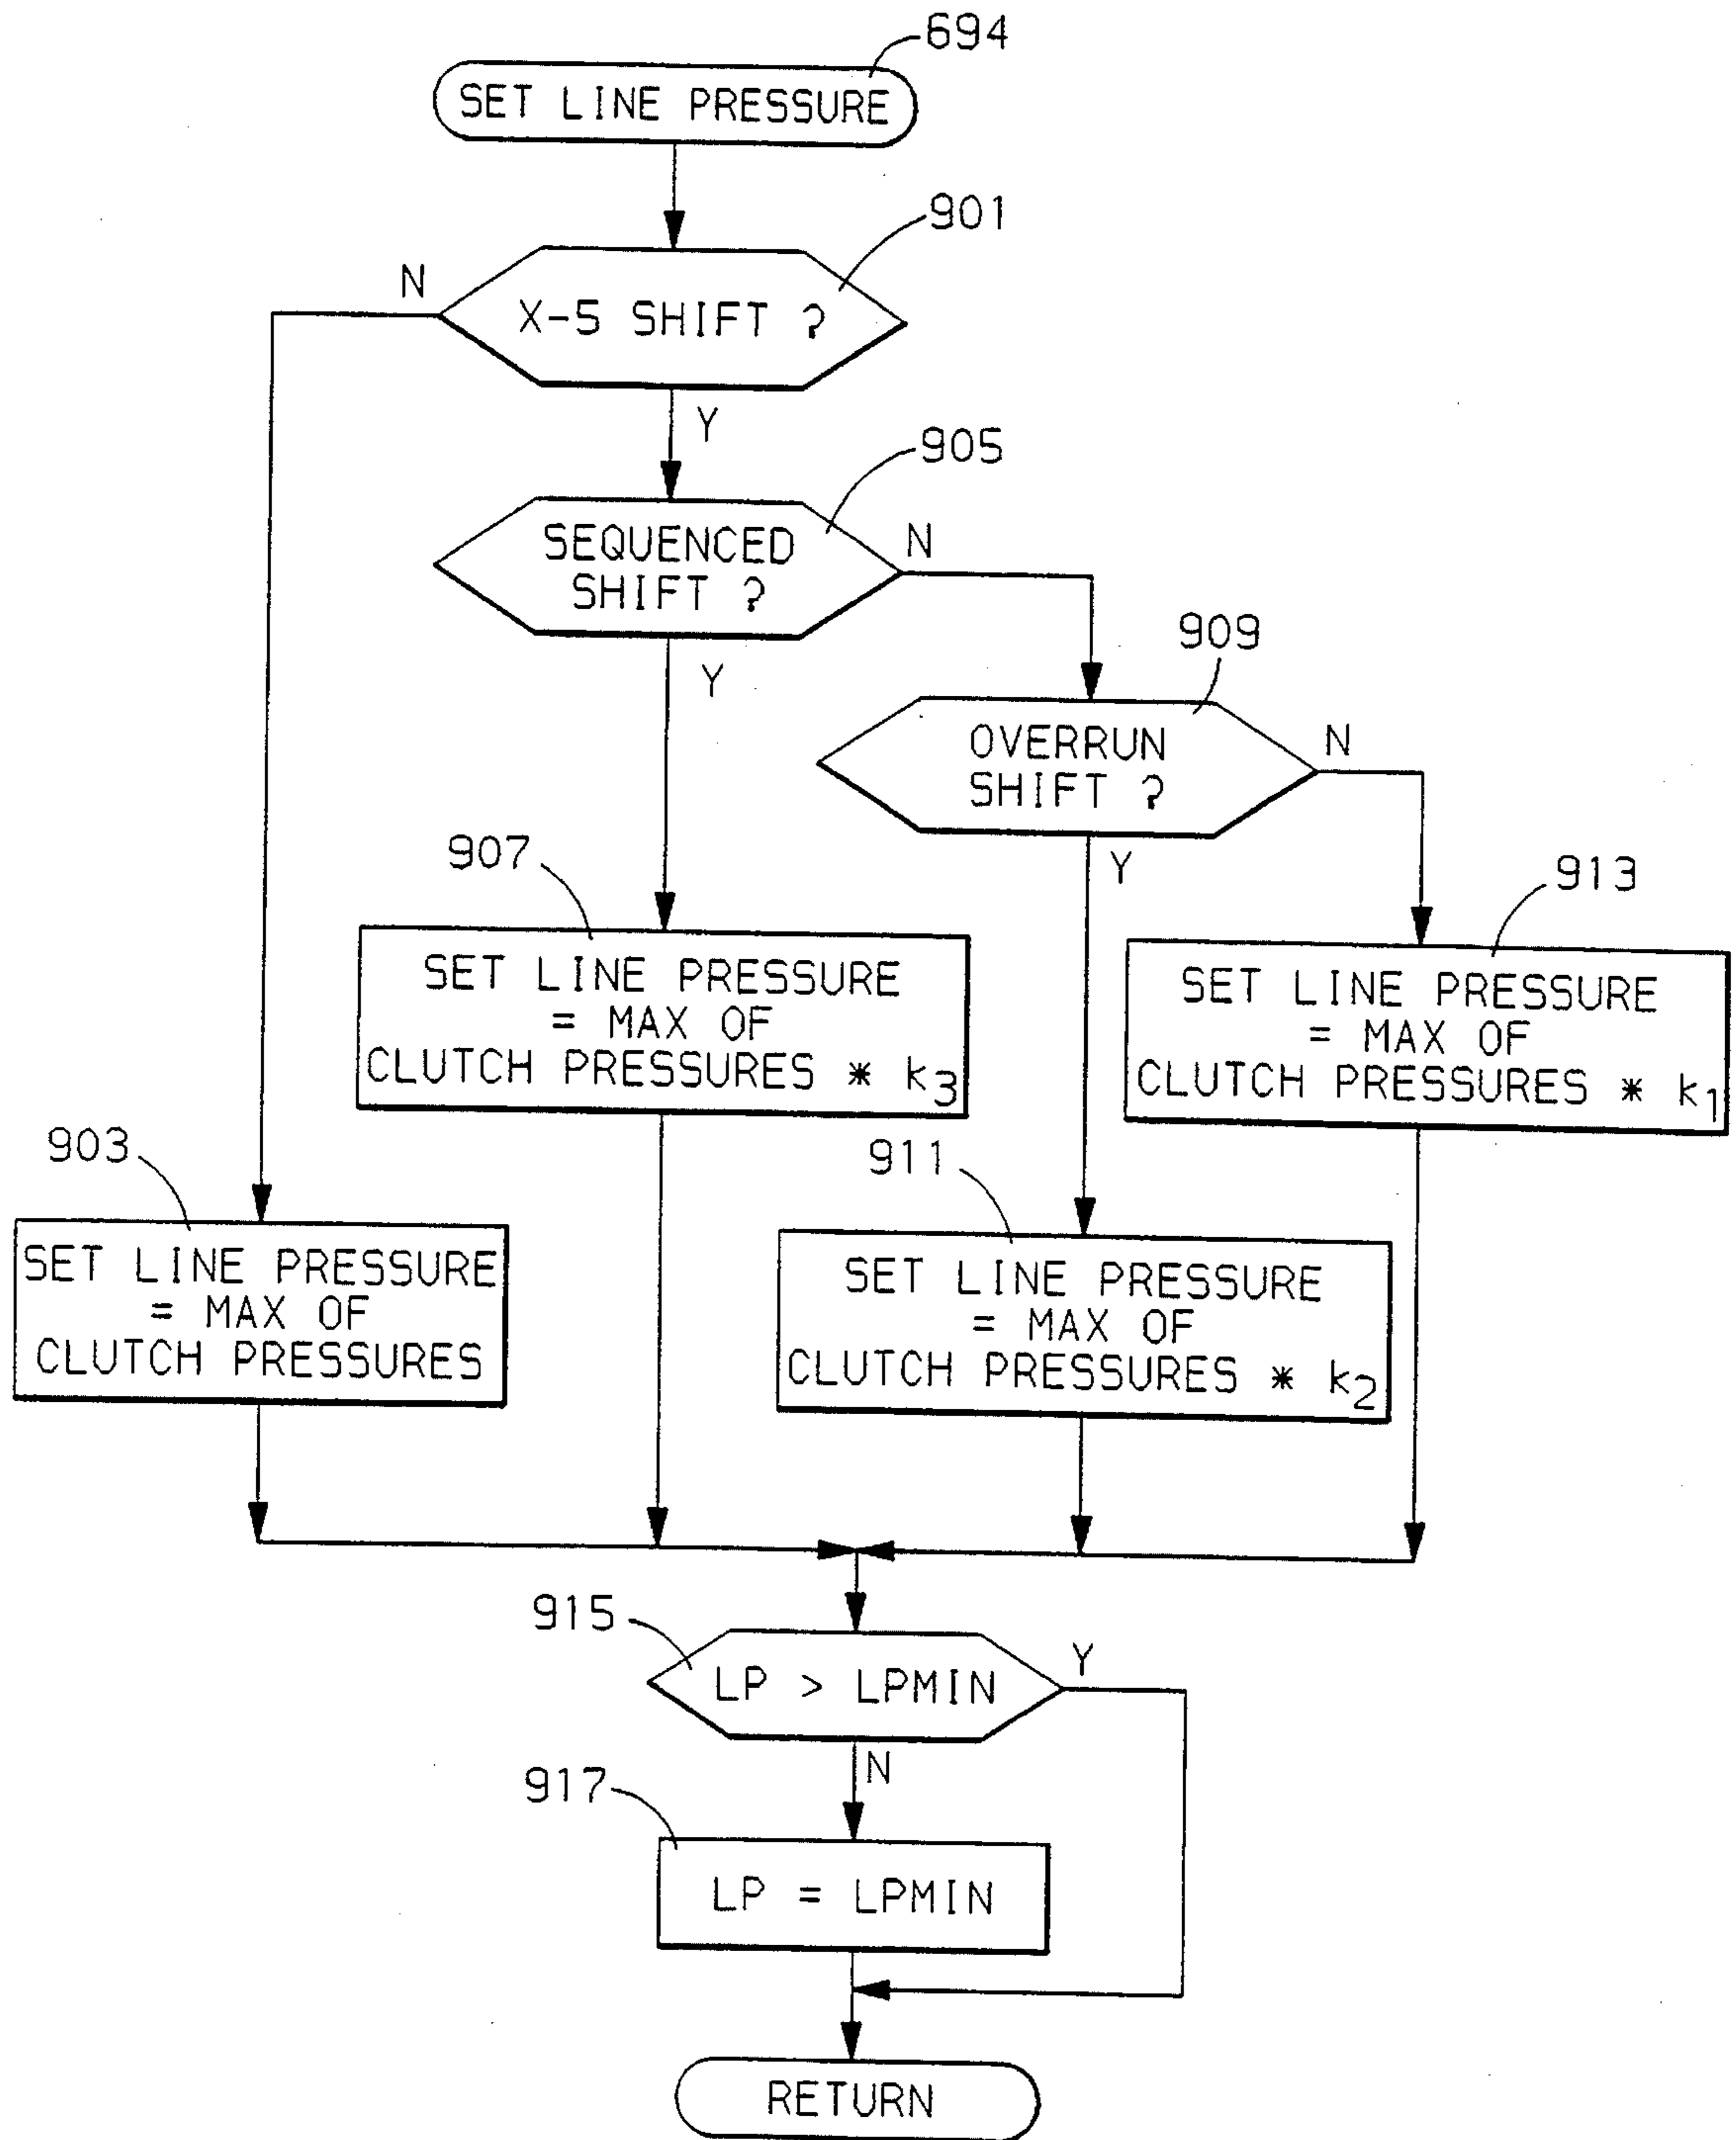 694
SET LINE PRESSURE
901
N
X-5 SHIFT ?
Y
905
SEQUENCED
SHIFT ?
N
Y
909
OVERRUN
SHIFT ?
N
Y
907
SET LINE PRESSURE
= MAX OF
CLUTCH PRESSURES * k3
913
SET LINE PRESSURE
= MAX OF
CLUTCH PRESSURES * k1
903
SET LINE PRESSURE
= MAX OF
CLUTCH PRESSURES
911
SET LINE PRESSURE
= MAX OF
CLUTCH PRESSURES * k2
915
LP > LPMIN
Y
N
917
LP = LPMIN
RETURN